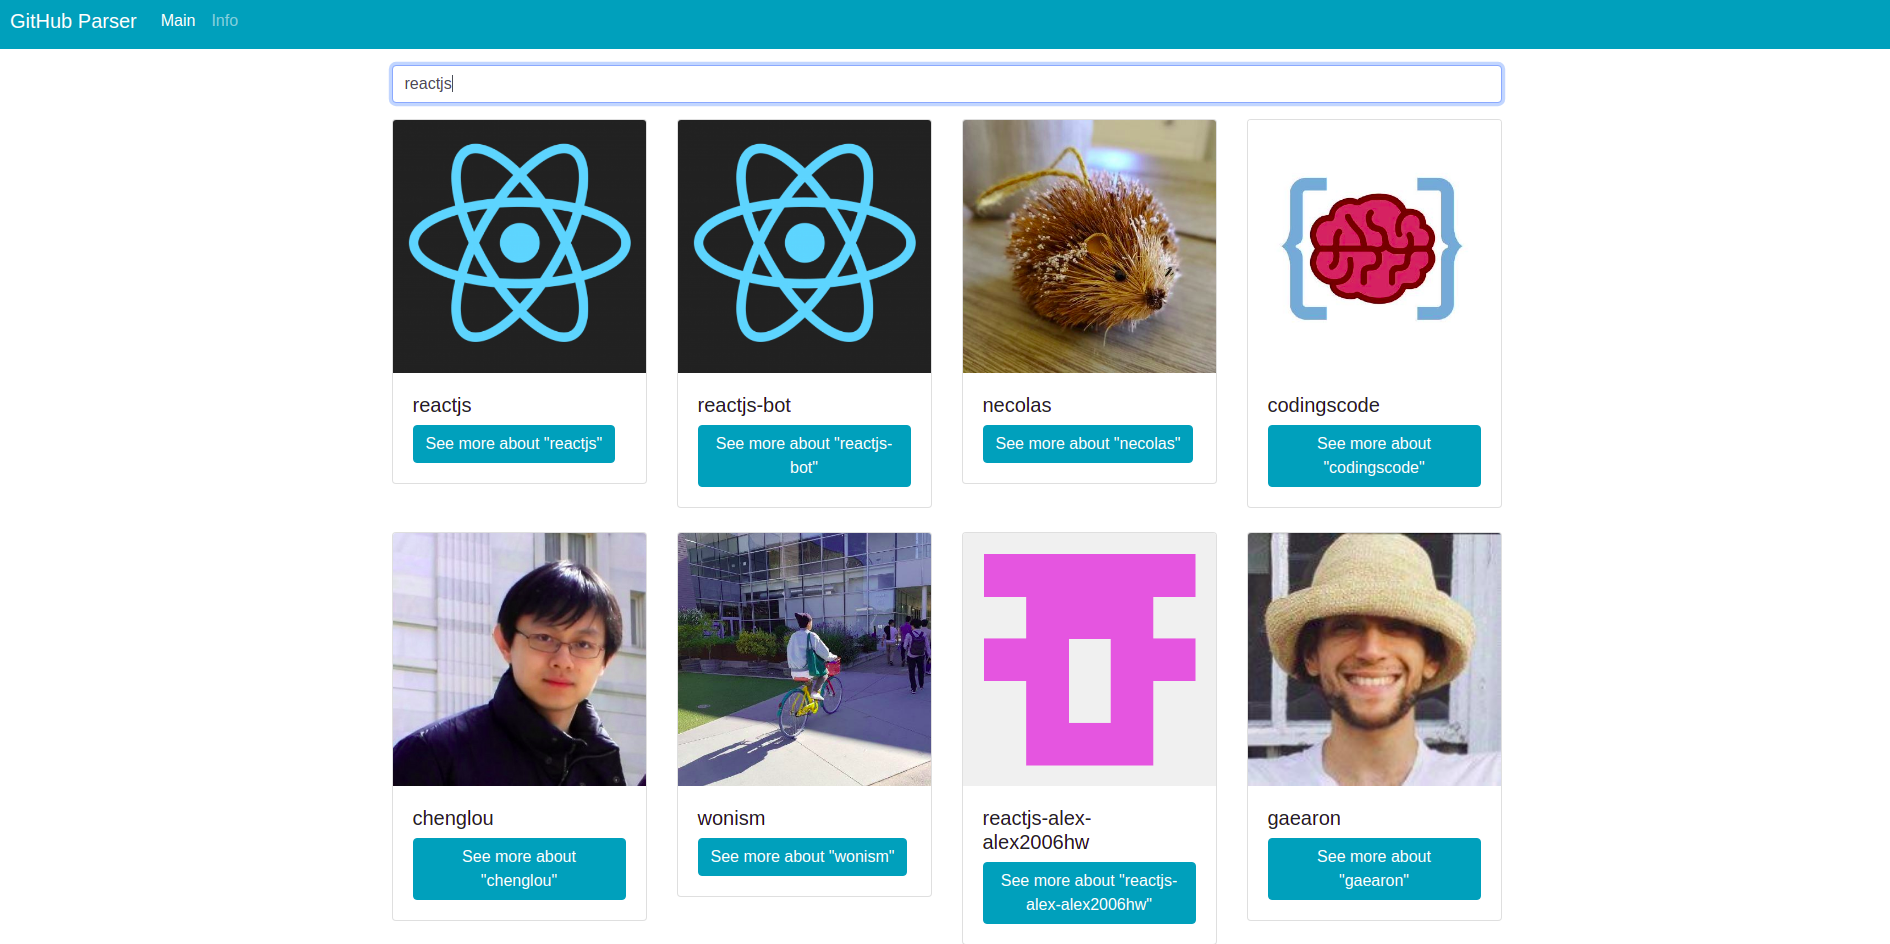 GitHub Parser Main Info
reactjs
reactjs
See more about "reactjs"
reactjs-bot
See more about "reactjs-
bot"
necolas
See more about "necolas"
codingscode
See more about
"codingscode"
chenglou
See more about
"chenglou"
wonism
See more about "wonism"
reactjs-alex-
alex2006hw
See more about "reactjs-
alex-alex2006hw"
gaearon
See more about
"gaearon"